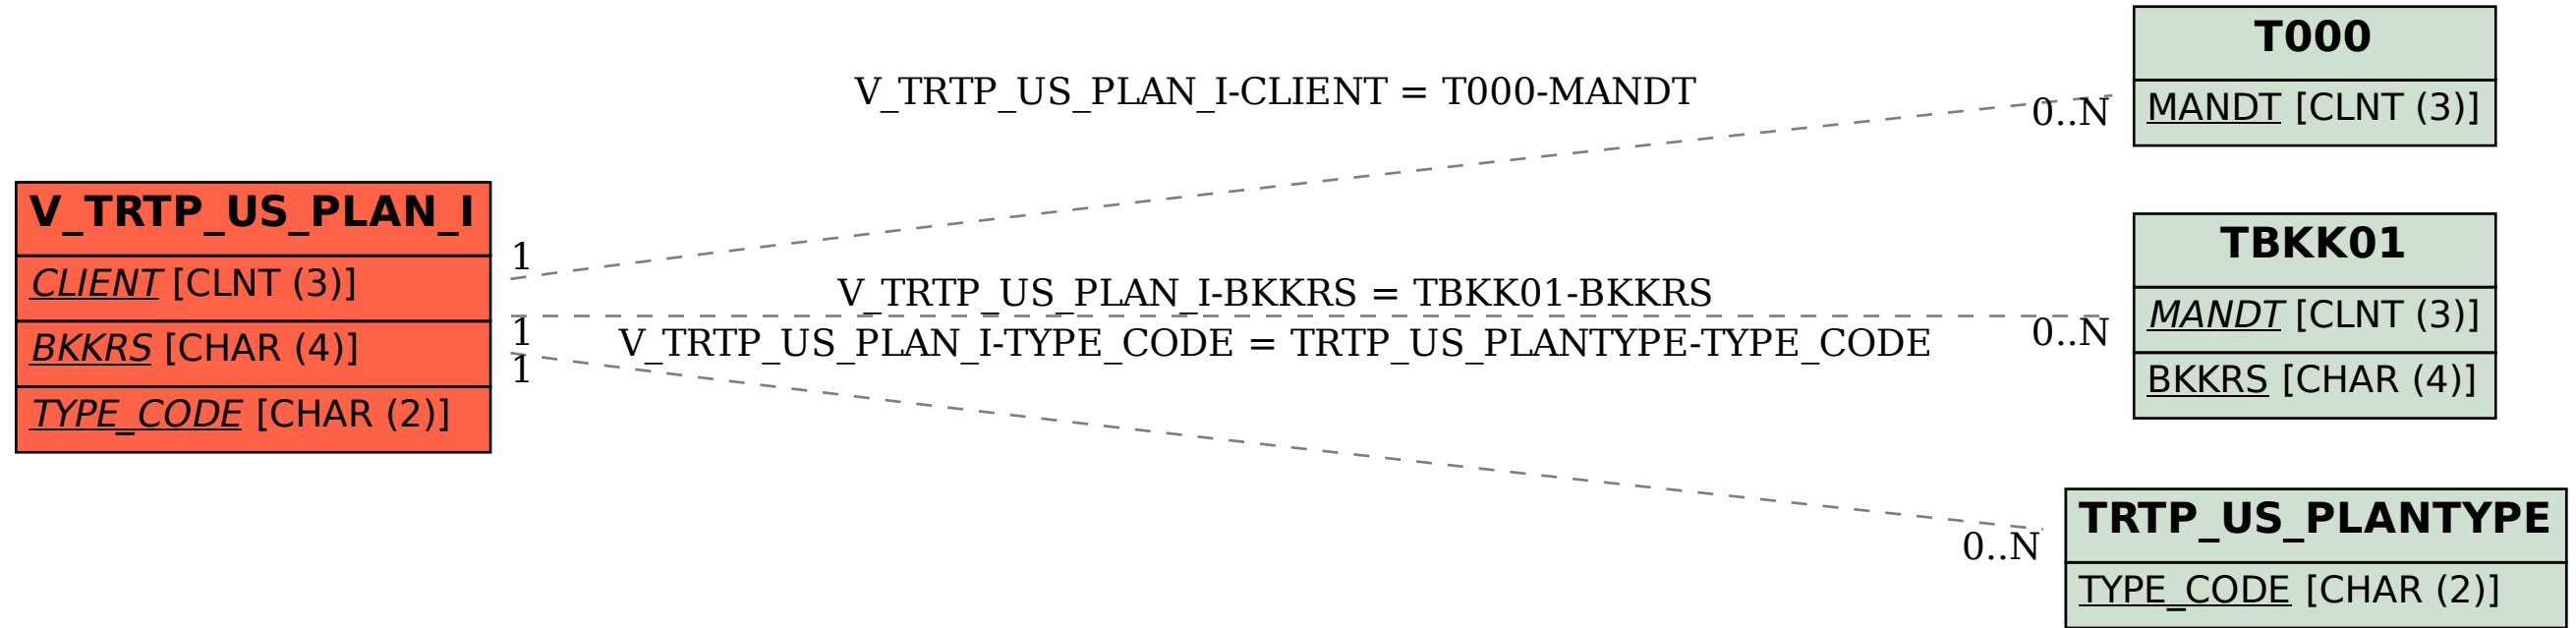 V_TRTP_US_PLAN_I
CLIENT [CLNT (3)]
BKKRS [CHAR (4)]
TYPE_CODE [CHAR (2)]
V_TRTP_US_PLAN_I-CLIENT = T000-MANDT
1
0..N
V_TRTP_US_PLAN_I-BKKRS = TBKK01-BKKRS
1
0..N
V_TRTP_US_PLAN_I-TYPE_CODE = TRTP_US_PLANTYPE-TYPE_CODE
1
0..N
T000
MANDT [CLNT (3)]
TBKK01
MANDT [CLNT (3)]
BKKRS [CHAR (4)]
TRTP_US_PLANTYPE
TYPE_CODE [CHAR (2)]